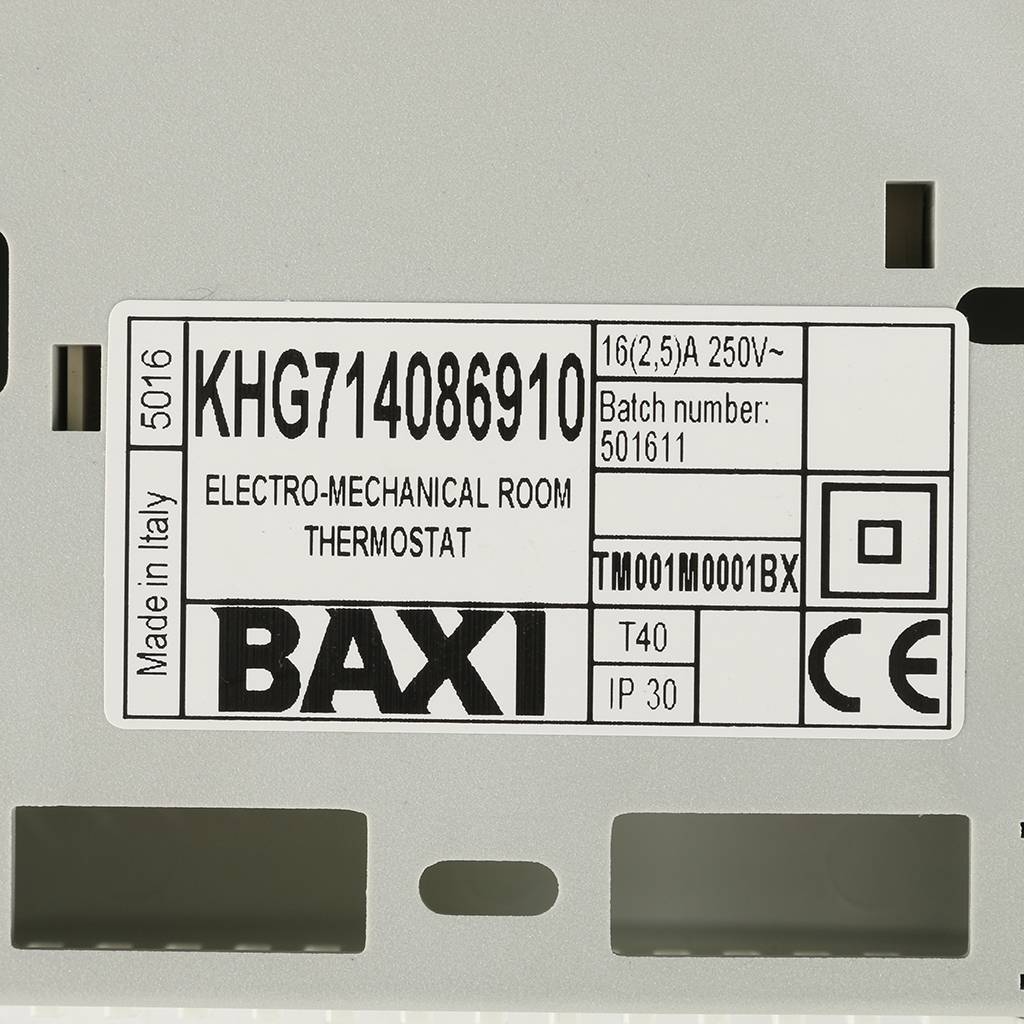 5016
Made in Italy
KHG714086910
ELECTRO-MECHANICAL ROOM
THERMOSTAT
BAXI
16(2,5)A 250V~
Batch number:
501611
TM001M0001BX
T40
IP 30
CE